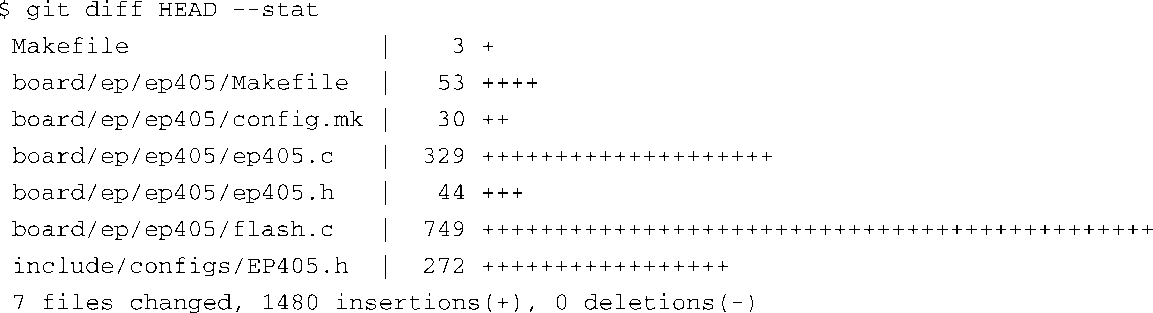 $ git diff HEAD --stat
Makefile | 3 +
board/ep/ep405/Makefile | 53 ++++
board/ep/ep405/config.mk | 30 ++
board/ep/ep405/ep405.c | 329 ++++++++++++++++++++
board/ep/ep405/ep405.h | 44 +++
board/ep/ep405/flash.c | 749 ++++++++++++++++++++++++++++++++++++++++++++++
include/configs/EP405.h | 272 +++++++++++++++++
7 files changed, 1480 insertions(+), 0 deletions(-)